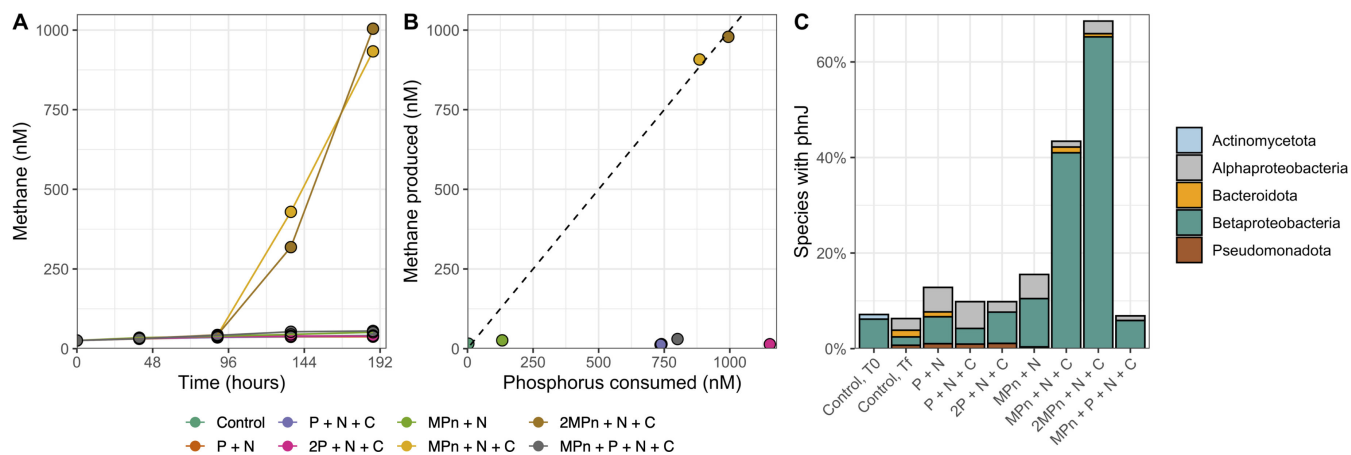 A
Methane (nM)
1000
750
500
250
0
0
48
96
144
192
Time (hours)
B
Methane produced (nM)
1000
750
500
250
0
0
250
500
750
1000
Phosphorus consumed (nM)
Control
P + N + C
MPn + N
2MPn + N + C
P + N
2P + N + C
MPn + N + C
MPn + P + N + C
C
Species with phnJ
60%
40%
20%
0%
Control, T0
Control, Tf
P + N
P + N + C
2P + N + C
MPn + N
MPn + N + C
2MPn + N + C
MPn + P + N + C
Actinomycetota
Alphaproteobacteria
Bacteroidota
Betaproteobacteria
Pseudomonadota